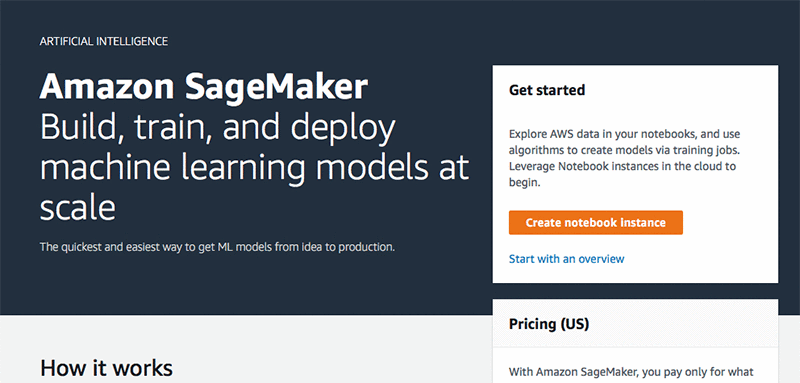 ARTIFICIAL INTELLIGENCE
Amazon SageMaker
Build, train, and deploy
machine learning models at
scale
The quickest and easiest way to get ML models from idea to production.
How it works
Get started
Explore AWS data in your notebooks, and use
algorithms to create models via training jobs.
Leverage Notebook instances in the cloud to
begin.
Create notebook instance
Start with an overview
Pricing (US)
With Amazon SageMaker, you pay only for what